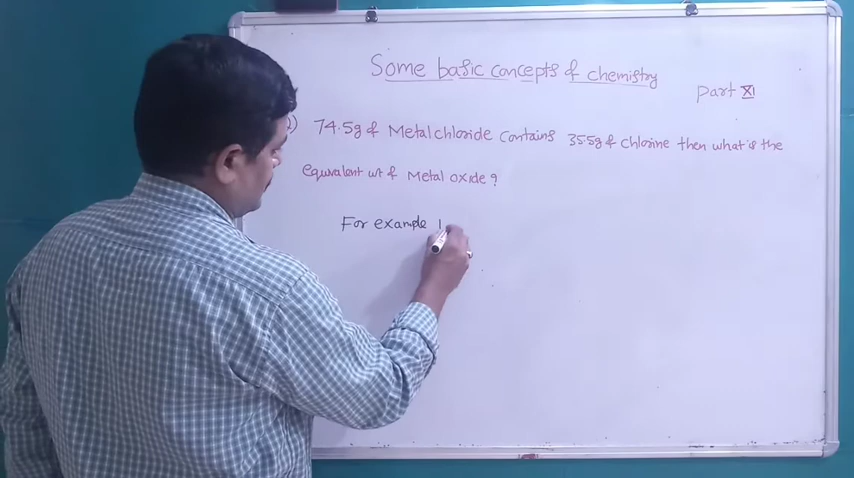 Some basic concepts of chemistry
Part XI
74.5g of Metal chloride contains 35.5g of chlorine then what is the
equivalent wt of Metal oxide?
For example